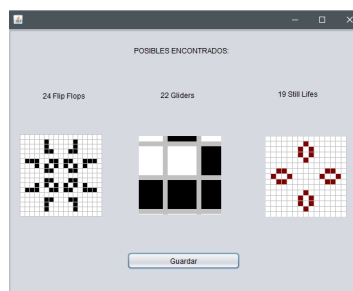 POSIBLES ENCONTRADOS:
24 Flip Flops
22 Gliders
19 Still Lifes
Guardar